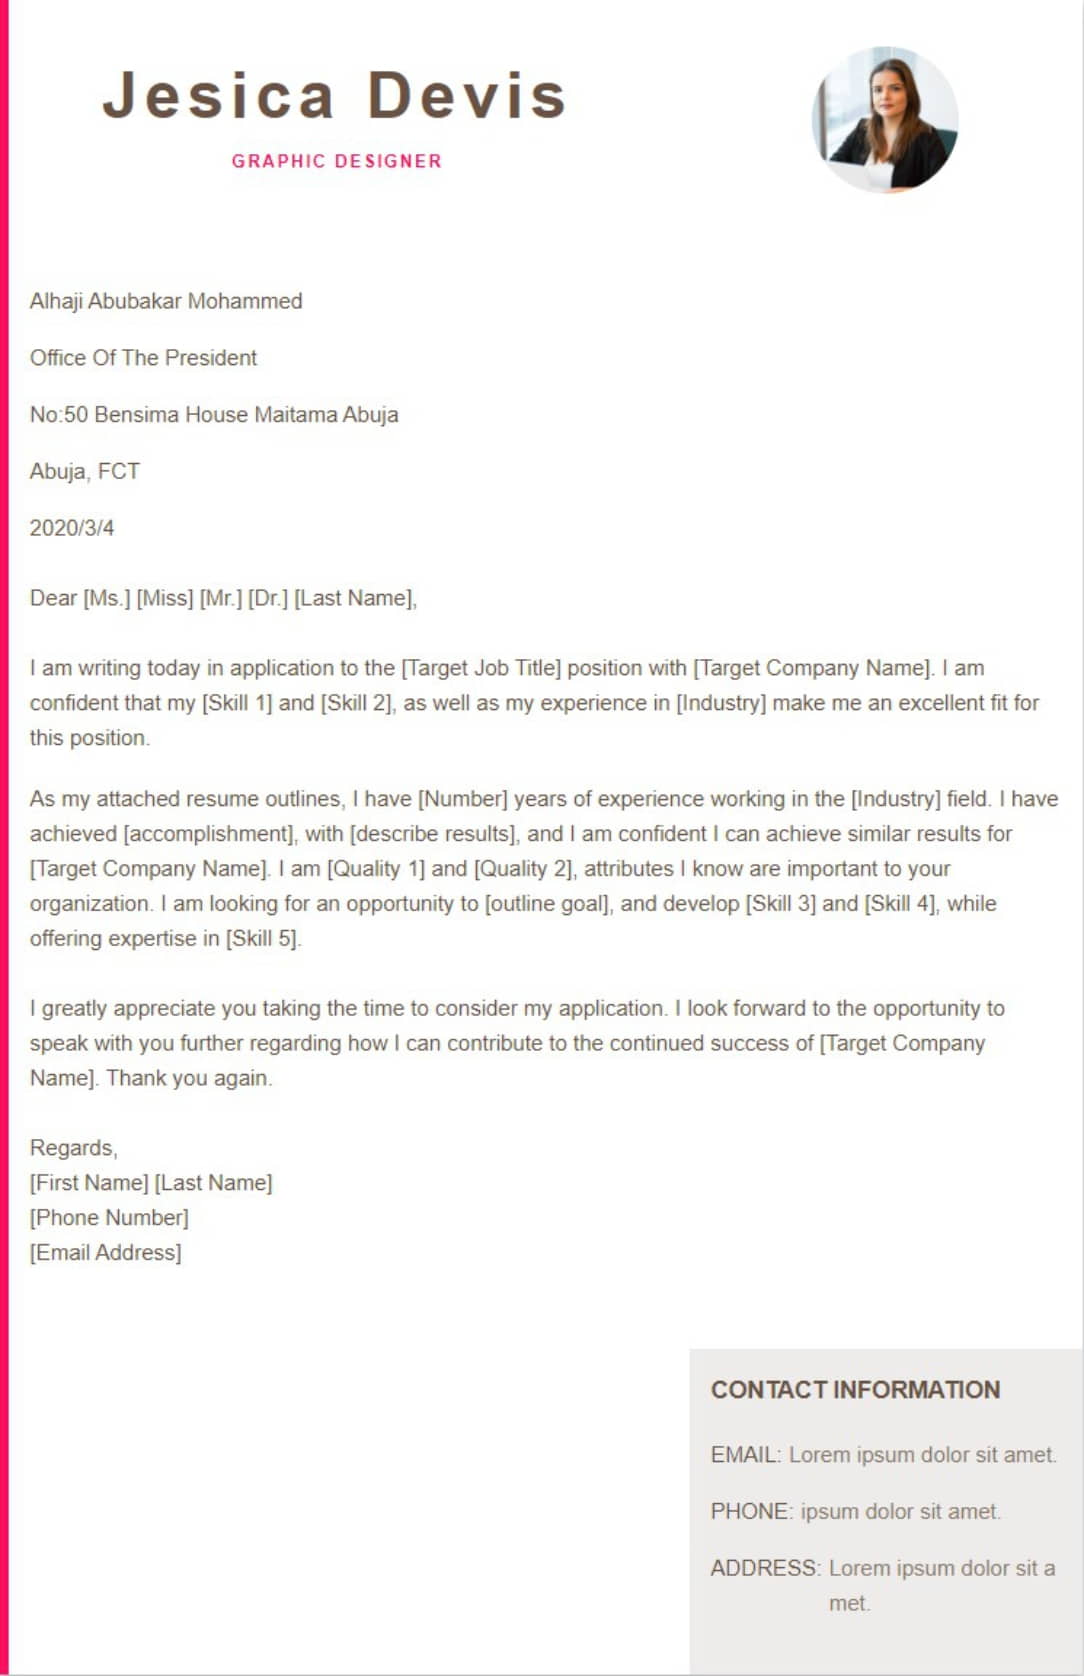 Jesica Devis
GRAPHIC DESIGNER
Alhaji Abubakar Mohammed
Office Of The President
No:50 Bensima House Maitama Abuja
Abuja, FCT
2020/3/4
Dear [Ms.] [Miss] [Mr.] [Dr.] [Last Name],
I am writing today in application to the [Target Job Title] position with [Target Company Name]. I am
confident that my [Skill 1] and [Skill 2], as well as my experience in [Industry] make me an excellent fit for
this position.
As my attached resume outlines, I have [Number] years of experience working in the [Industry] field. I have
achieved [accomplishment], with [describe results], and I am confident I can achieve similar results for
[Target Company Name]. I am [Quality 1] and [Quality 2], attributes I know are important to your
organization. I am looking for an opportunity to [outline goal], and develop [Skill 3] and [Skill 4], while
offering expertise in [Skill 5].
I greatly appreciate you taking the time to consider my application. I look forward to the opportunity to
speak with you further regarding how I can contribute to the continued success of [Target Company
Name]. Thank you again.
Regards,
[First Name] [Last Name]
[Phone Number]
[Email Address]
CONTACT INFORMATION
EMAIL: Lorem ipsum dolor sit amet.
PHONE: ipsum dolor sit amet.
ADDRESS: Lorem ipsum dolor sit a
met.